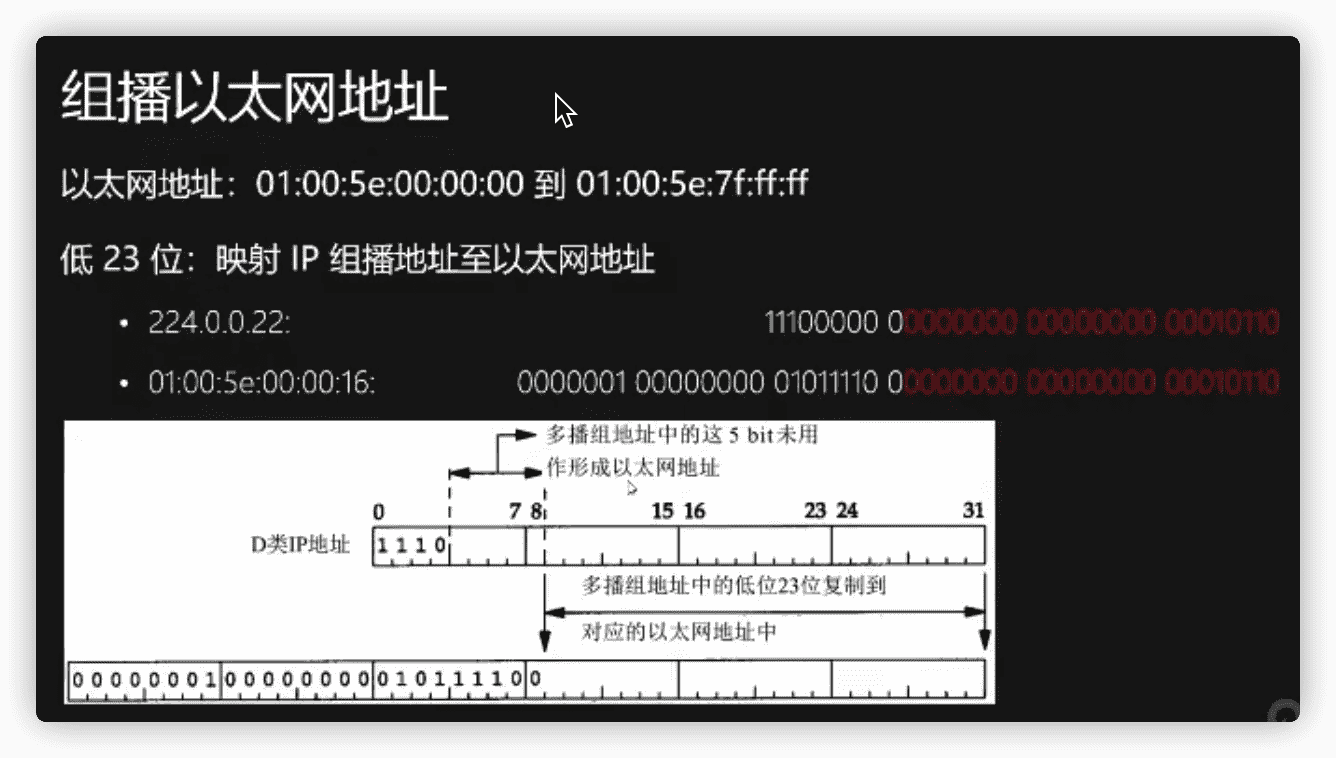 组播以太网地址
以太网地址：01:00:5e:00:00:00 到 01:00:5e:7f:ff:ff
低 23 位：映射 IP 组播地址至以太网地址
• 224.0.0.22: 11100000 00000000 00000000 00010110
• 01:00:5e:00:00:16: 0000001 00000000 01011110 00000000 00000000 00010110
多播组地址中的这 5 bit未用
作形成以太网地址
0 7 8 15 16 23 24 31
D类IP地址 1 1 1 0
多播组地址中的低位23位复制到
对应的以太网地址中
0 0 0 0 0 0 0 1 0 0 0 0 0 0 0 0 0 1 0 1 1 1 1 0 0